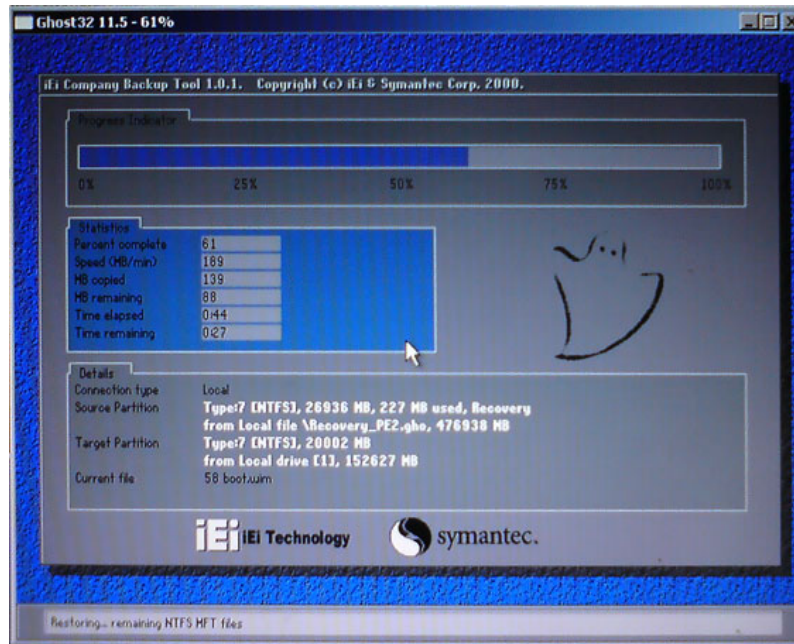 Ghost32 11.5 - 61%
iEi Company Backup Tool 1.0.1. Copyright (c) iEi & Symantec Corp. 2000.
Progress Indicator
0% 25% 50% 75% 100%
Statistics
Percent complete 61
Speed (MB/min) 189
MB copied 139
MB remaining 88
Time elapsed 0:44
Time remaining 0:27
Details
Connection type Local
Source Partition Type:7 [NTFS], 26936 MB, 227 MB used, Recovery
from Local file \Recovery_PE2.gho, 476938 MB
Target Partition Type:7 [NTFS], 20002 MB
from Local drive [1], 152627 MB
Current file 58 boot.wim
iEi iEi Technology symantec.
Restoring... remaining NTFS MFT files